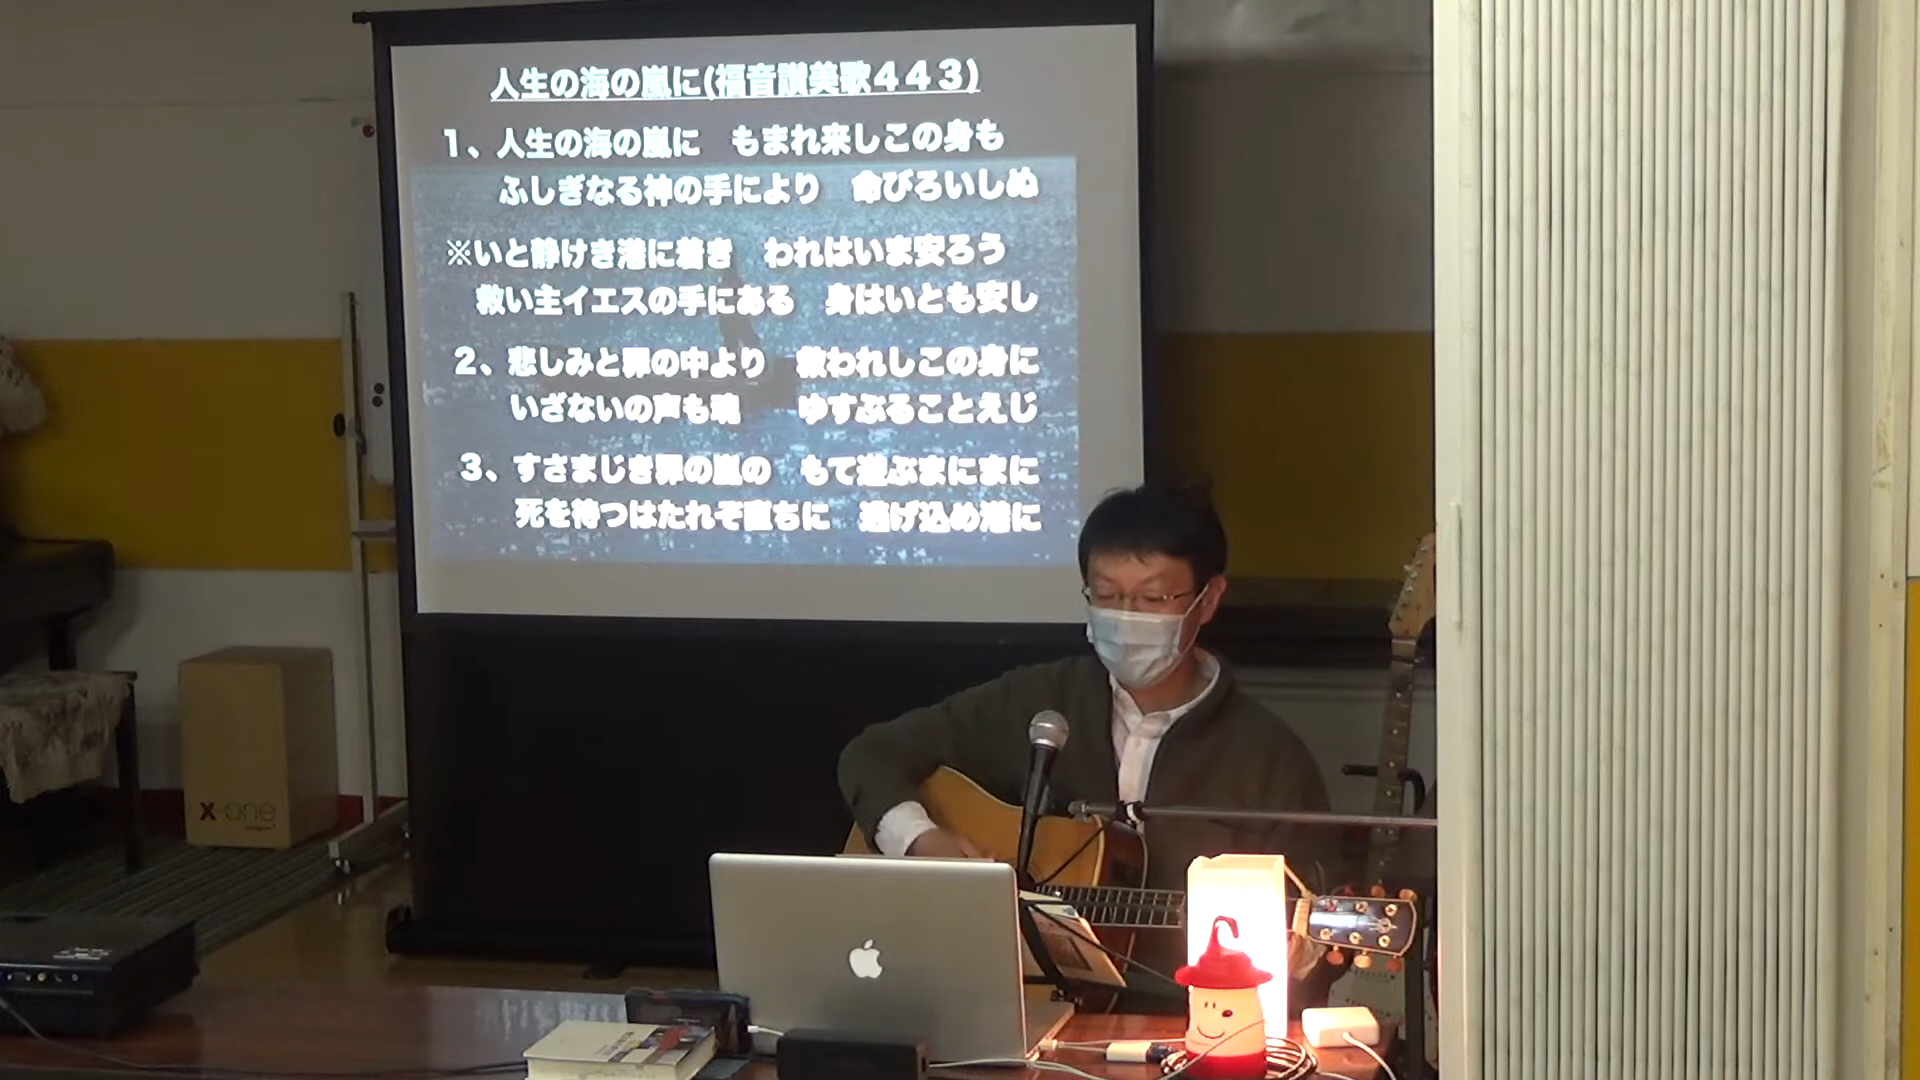 人生の海の嵐に(福音讃美歌４４３)
１、人生の海の嵐に　もまれ来しこの身も
ふしぎなる神の手により　命びろいしぬ
※いと静けき港に着き　われはいま安ろう
救い主イエスの手にある　身はいとも安し
２、悲しみと罪の中より　救われしこの身に
いざないの声も魂　ゆすぶることえじ
３、すさまじき罪の嵐の　もて遊ぶまにまに
死を待つはたれぞ直ちに　逃げ込め港に
X-one